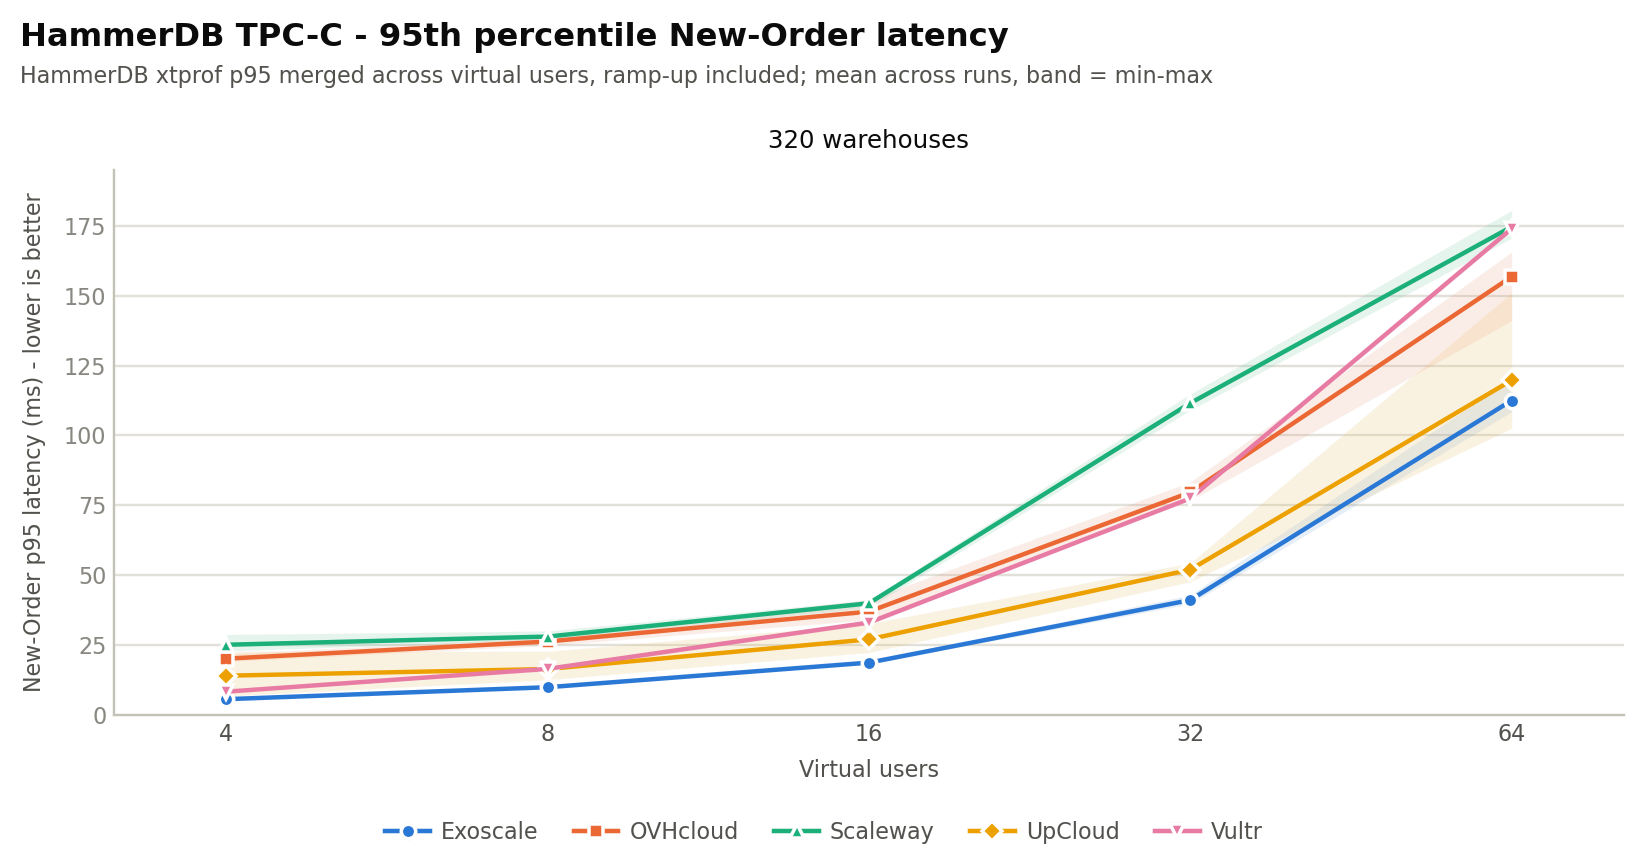 HammerDB TPC-C - 95th percentile New-Order latency
HammerDB xtprof p95 merged across virtual users, ramp-up included; mean across runs, band = min-max
320 warehouses
New-Order p95 latency (ms) - lower is better
175
150
125
100
75
50
25
0
4 8 16 32 64
Virtual users
Exoscale OVHcloud Scaleway UpCloud Vultr